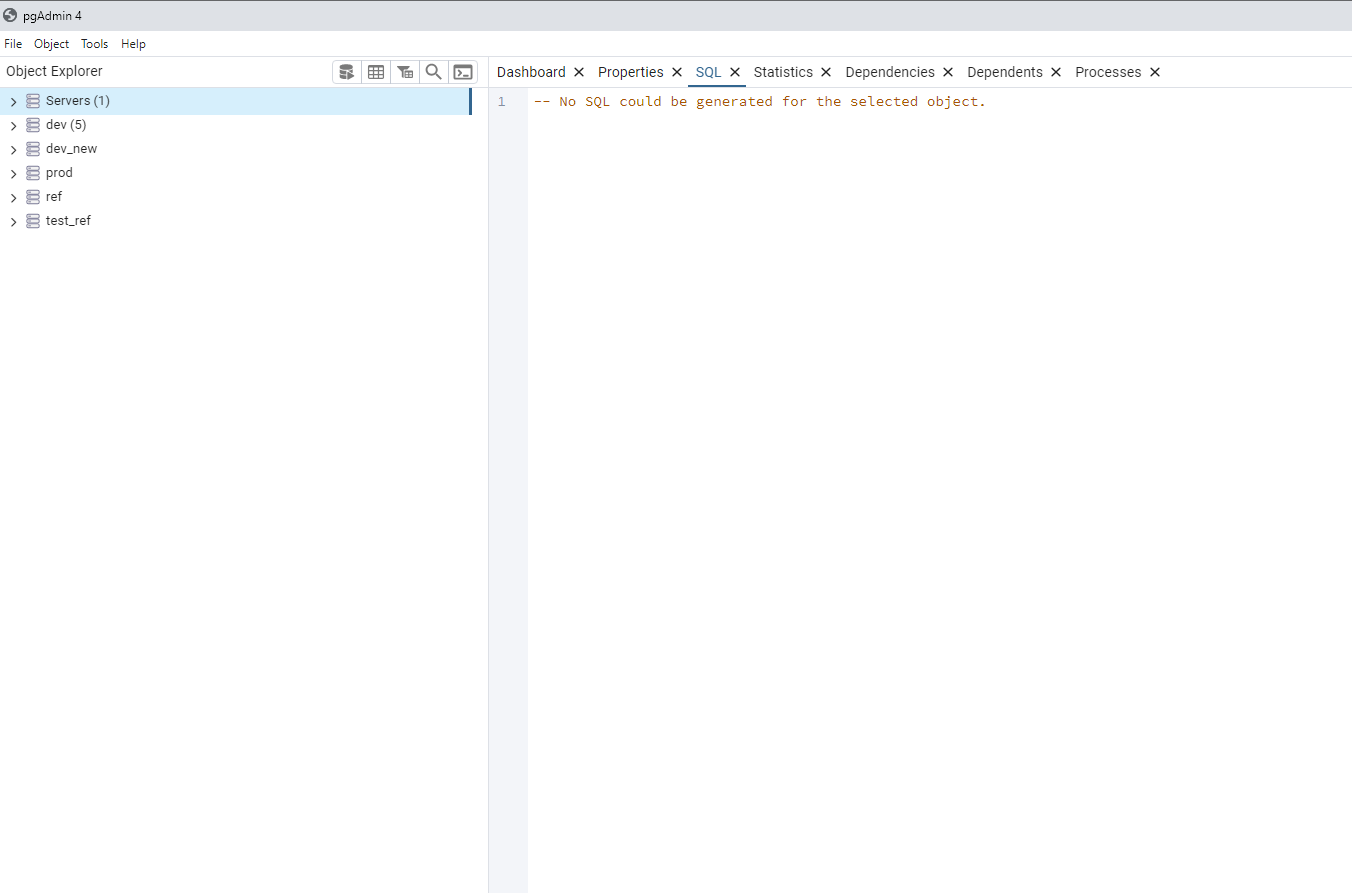 pgAdmin 4
File Object Tools Help
Object Explorer
Dashboard Properties SQL Statistics Dependencies Dependents Processes
Servers (1)
dev (5)
dev_new
prod
ref
test_ref
1 -- No SQL could be generated for the selected object.